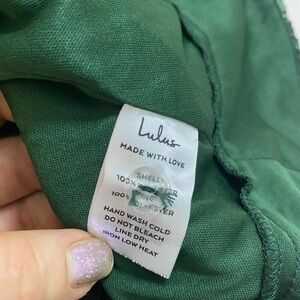 Lulus
MADE WITH LOVE
SHELL
100%
100%
HAND WASH COLD
DO NOT BLEACH
LINE DRY
IRON LOW HEAT